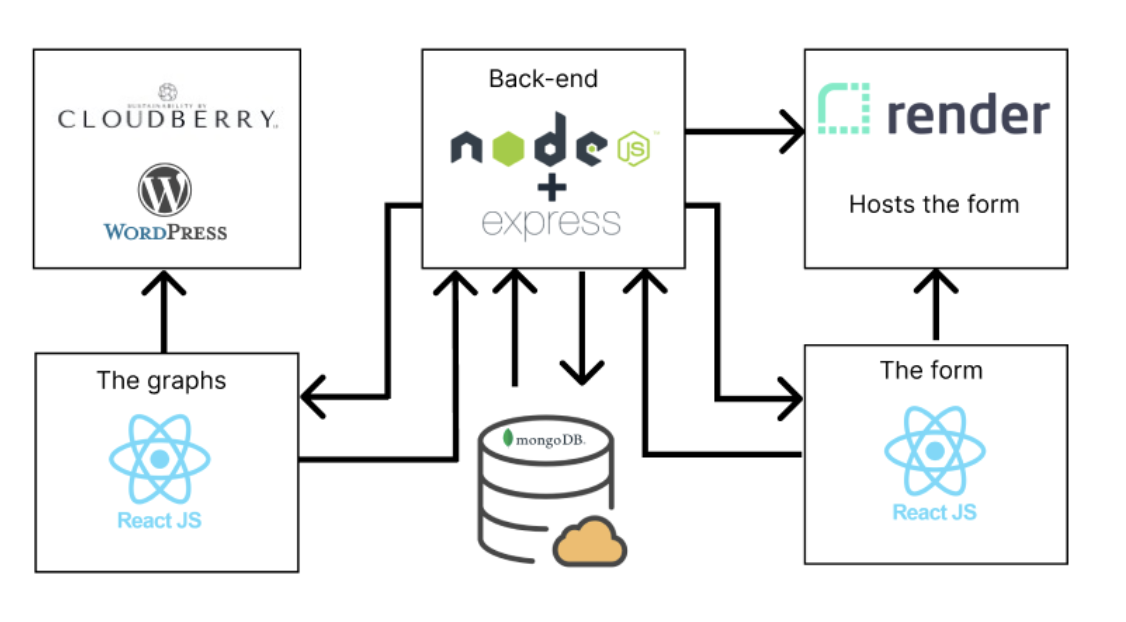 SUSTAINABILITY BY
CLOUDBERRY
WORDPRESS
Back-end
node JS
+
express
render
Hosts the form
The graphs
React JS
mongoDB.
The form
React JS